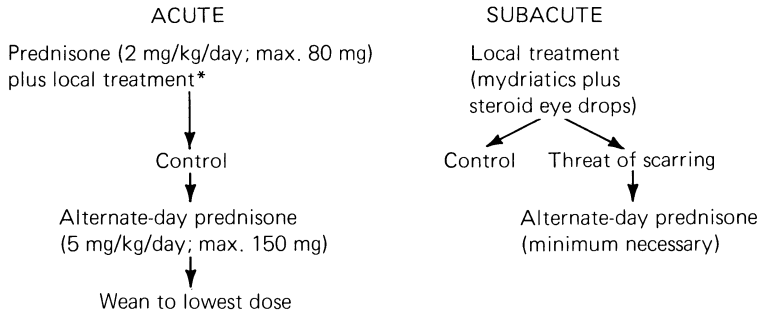 ACUTE
Prednisone (2 mg/kg/day; max. 80 mg)
plus local treatment*
Control
Alternate-day prednisone
(5 mg/kg/day; max. 150 mg)
Wean to lowest dose
SUBACUTE
Local treatment
(mydriatics plus
steroid eye drops)
Control Threat of scarring
Alternate-day prednisone
(minimum necessary)